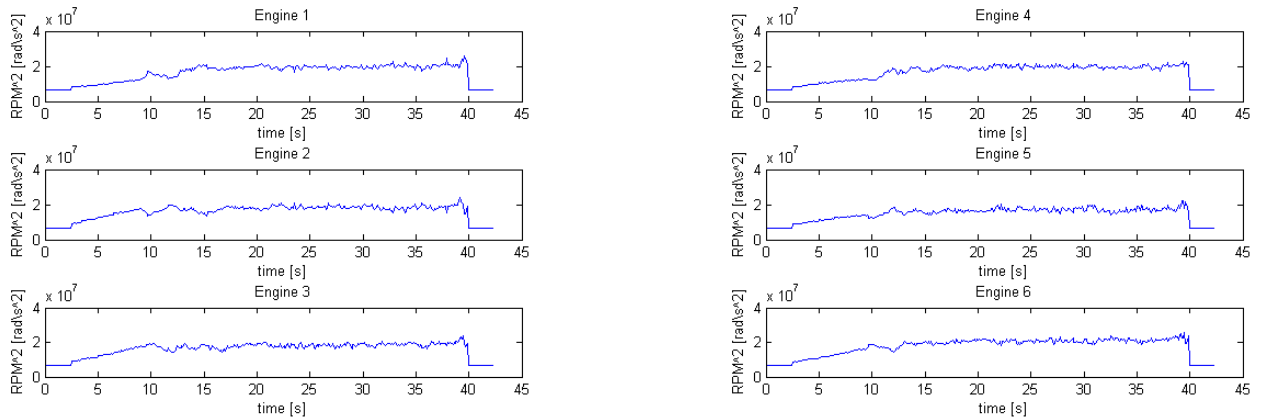 Engine 1
x 10^7
RPM^2 [rad\s^2]
4
2
0
0 5 10 15 20 25 30 35 40 45
time [s]
Engine 2
x 10^7
RPM^2 [rad\s^2]
4
2
0
0 5 10 15 20 25 30 35 40 45
time [s]
Engine 3
x 10^7
RPM^2 [rad\s^2]
4
2
0
0 5 10 15 20 25 30 35 40 45
time [s]
Engine 4
x 10^7
RPM^2 [rad\s^2]
4
2
0
0 5 10 15 20 25 30 35 40 45
time [s]
Engine 5
x 10^7
RPM^2 [rad\s^2]
4
2
0
0 5 10 15 20 25 30 35 40 45
time [s]
Engine 6
x 10^7
RPM^2 [rad\s^2]
4
2
0
0 5 10 15 20 25 30 35 40 45
time [s]